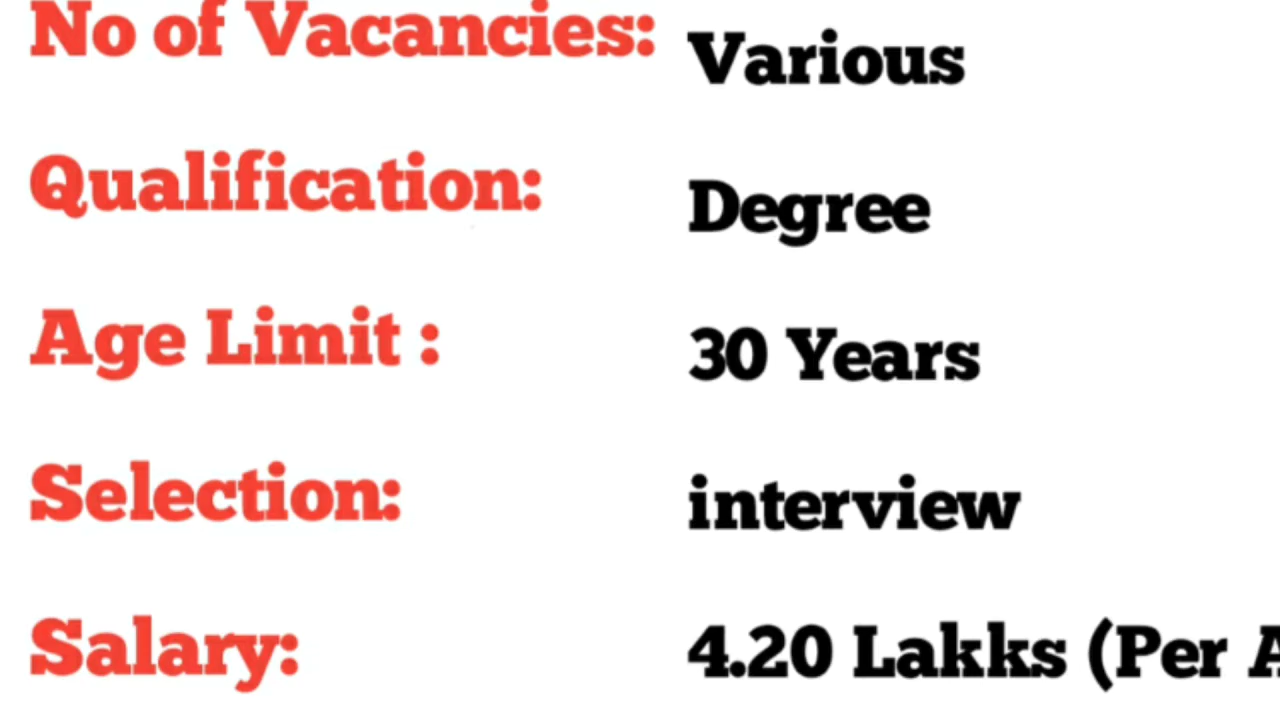 No of Vacancies: Various
Qualification: Degree
Age Limit : 30 Years
Selection: interview
Salary: 4.20 Lakks (Per